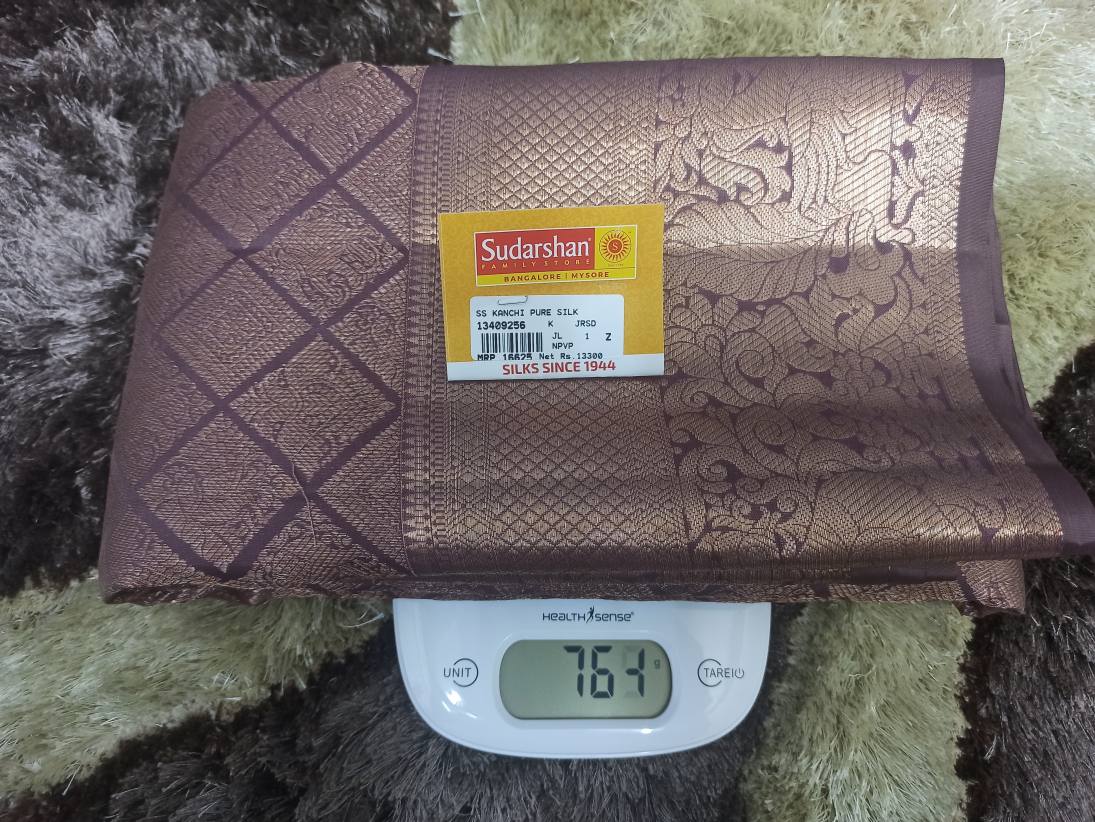 Sudarshan®
FAMILY STORE
BANGALORE | MYSORE
SS KANCHI PURE SILK
13409256 K JRSD
JL 1 Z
NPVP
MRP 16625 Net Rs.13300
SILKS SINCE 1944
HEALTH SENSE®
UNIT
g
TARE